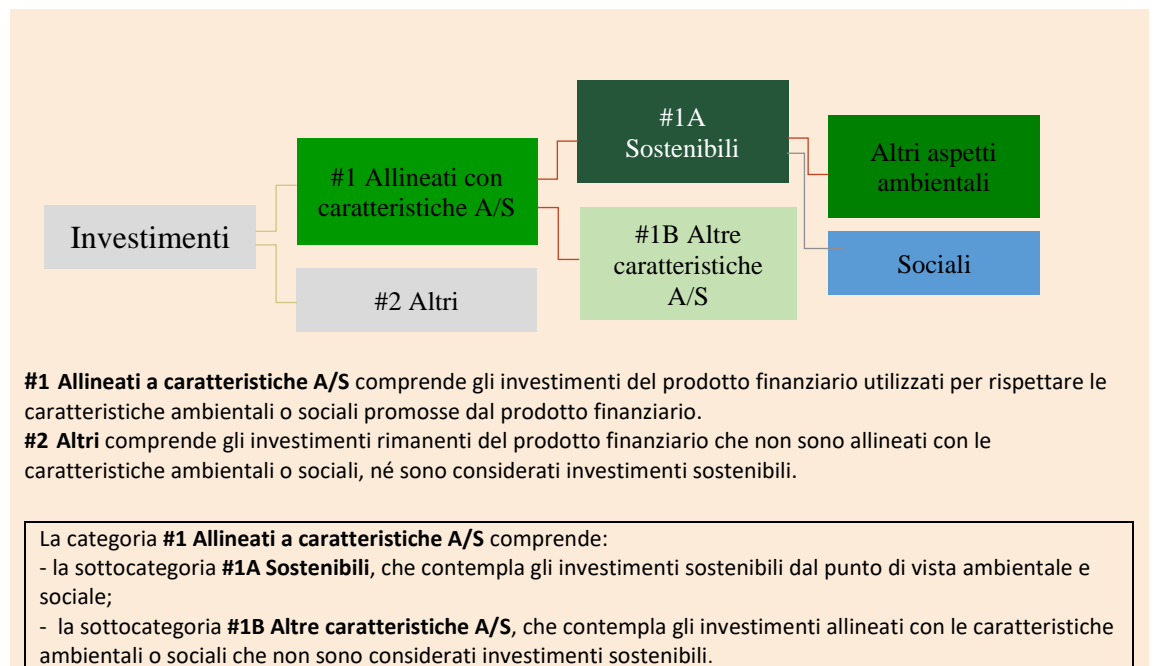 #1A
Sostenibili
Altri aspetti
ambientali
#1 Allineati con
caratteristiche A/S
Investimenti
#1B Altre
caratteristiche
A/S
Sociali
#2 Altri
#1 Allineati a caratteristiche A/S comprende gli investimenti del prodotto finanziario utilizzati per rispettare le
caratteristiche ambientali o sociali promosse dal prodotto finanziario.
#2 Altri comprende gli investimenti rimanenti del prodotto finanziario che non sono allineati con le
caratteristiche ambientali o sociali, né sono considerati investimenti sostenibili.
La categoria #1 Allineati a caratteristiche A/S comprende:
- la sottocategoria #1A Sostenibili, che contempla gli investimenti sostenibili dal punto di vista ambientale e
sociale;
- la sottocategoria #1B Altre caratteristiche A/S, che contempla gli investimenti allineati con le caratteristiche
ambientali o sociali che non sono considerati investimenti sostenibili.